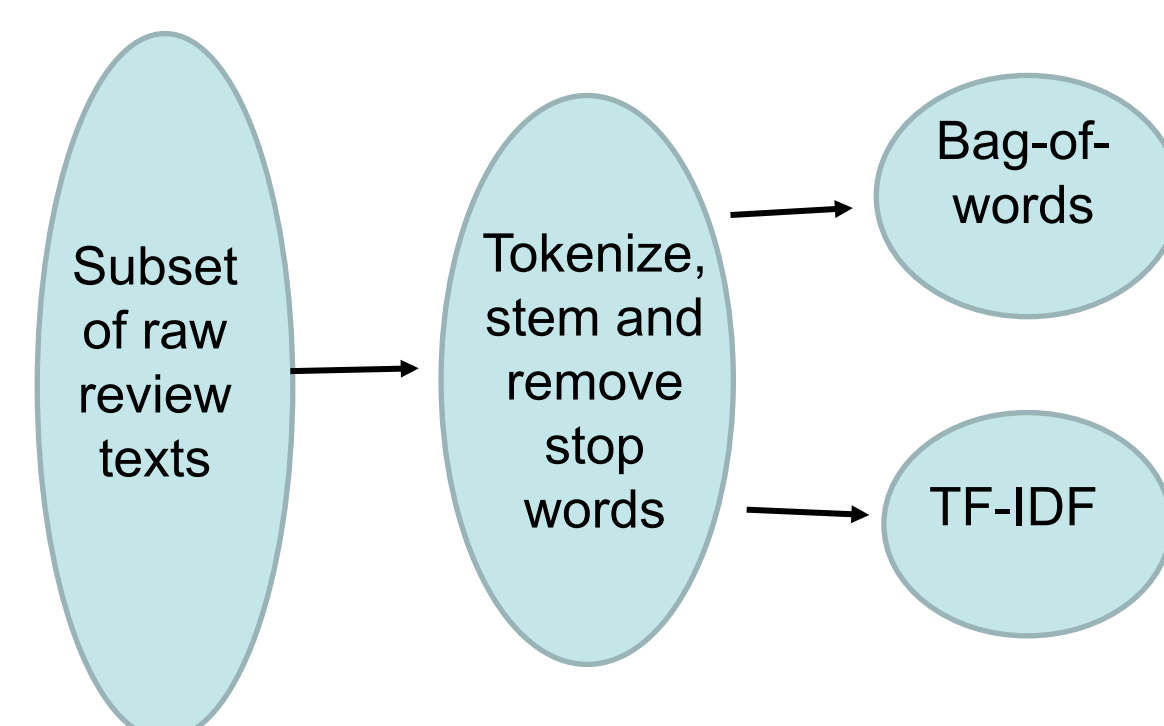 Subset
of raw
review
texts
Tokenize,
stem and
remove
stop
words
Bag-of-
words
TF-IDF